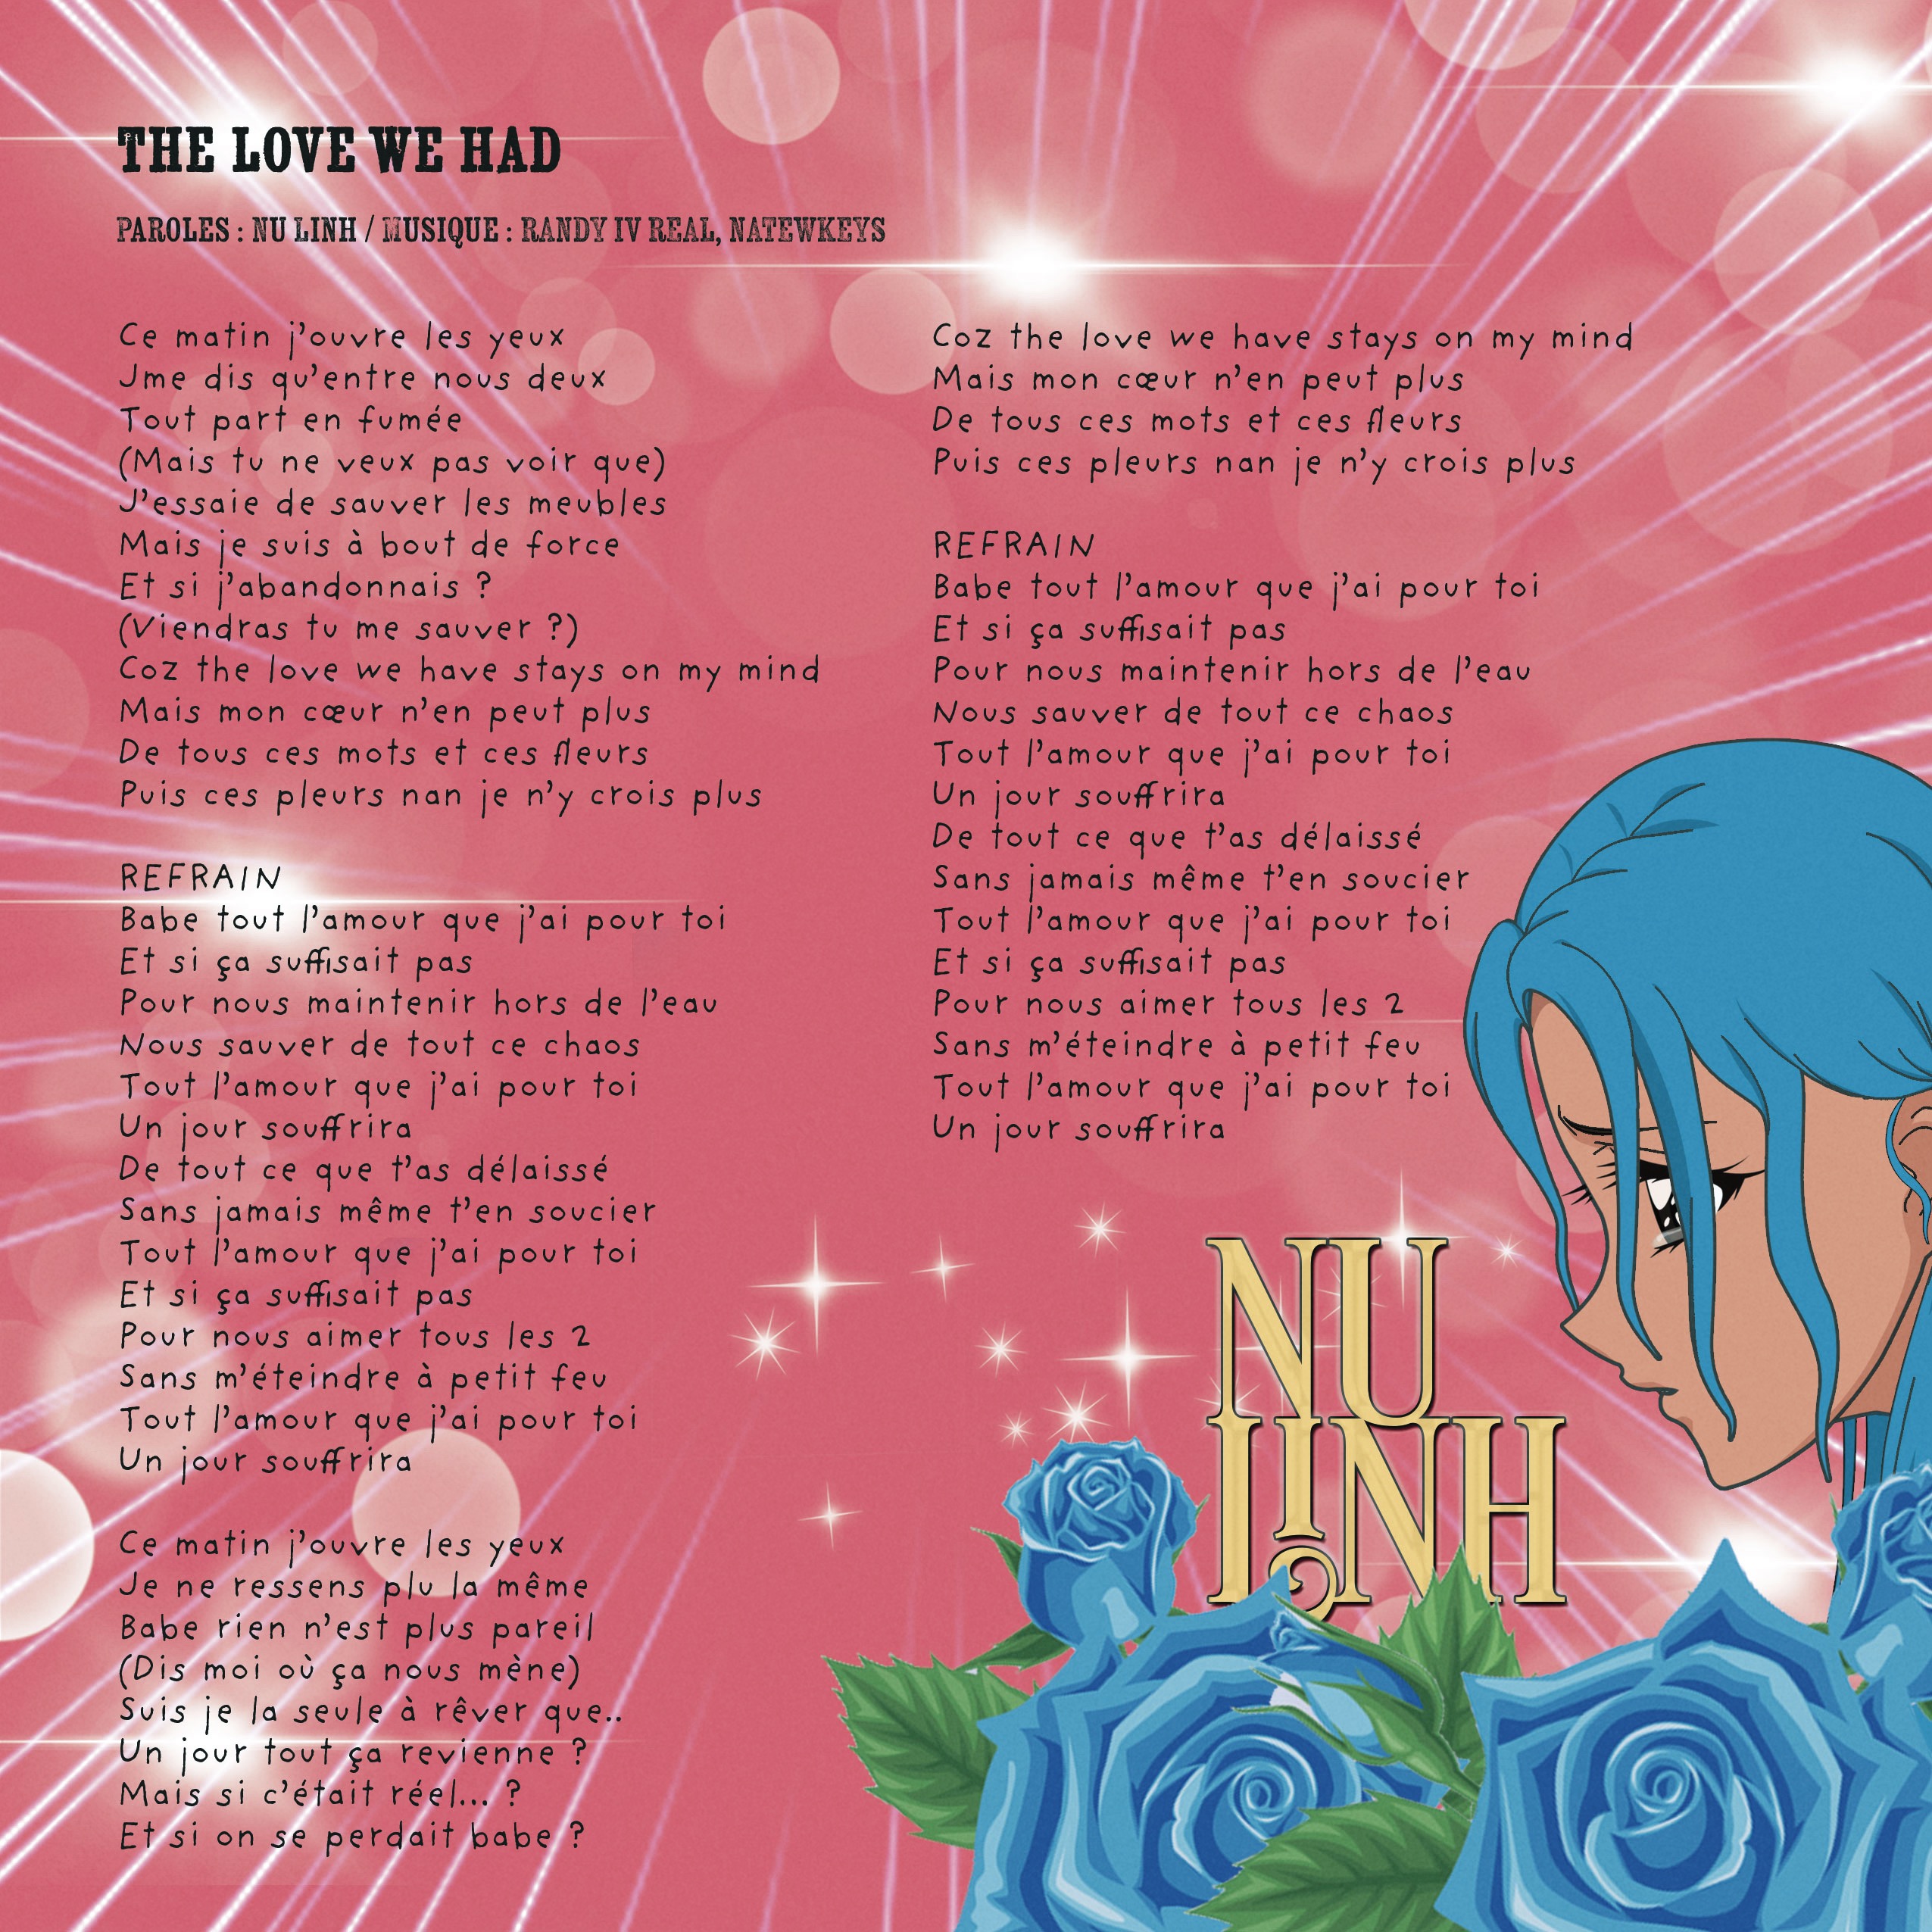 THE LOVE WE HAD
PAROLES : NU LINH / MUSIQUE : RANDY IV REAL, NATEWKEYS
Ce matin j'ouvre les yeux
Jme dis qu'entre nous deux
Tout part en fumée
(Mais tu ne veux pas voir que)
J'essaie de sauver les meubles
Mais je suis à bout de force
Et si j'abandonnais ?
(Viendras tu me sauver ?)
Coz the love we have stays on my mind
Mais mon cœur n'en peut plus
De tous ces mots et ces fleurs
Puis ces pleurs nan je n'y crois plus
REFRAIN
Babe tout l'amour que j'ai pour toi
Et si ça suffisait pas
Pour nous maintenir hors de l'eau
Nous sauver de tout ce chaos
Tout l'amour que j'ai pour toi
Un jour souffrira
De tout ce que t'as délaissé
Sans jamais même t'en soucier
Tout l'amour que j'ai pour toi
Et si ça suffisait pas
Pour nous aimer tous les 2
Sans m'éteindre à petit feu
Tout l'amour que j'ai pour toi
Un jour souffrira
Ce matin j'ouvre les yeux
Je ne ressens plu la même
Babe rien n'est plus pareil
(Dis moi où ça nous mène)
Suis je la seule à rêver que..
Un jour tout ça revienne ?
Mais si c'était réel... ?
Et si on se perdait babe ?
Coz the love we have stays on my mind
Mais mon cœur n'en peut plus
De tous ces mots et ces fleurs
Puis ces pleurs nan je n'y crois plus
REFRAIN
Babe tout l'amour que j'ai pour toi
Et si ça suffisait pas
Pour nous maintenir hors de l'eau
Nous sauver de tout ce chaos
Tout l'amour que j'ai pour toi
Un jour souffrira
De tout ce que t'as délaissé
Sans jamais même t'en soucier
Tout l'amour que j'ai pour toi
Et si ça suffisait pas
Pour nous aimer tous les 2
Sans m'éteindre à petit feu
Tout l'amour que j'ai pour toi
Un jour souffrira
NU
LINH